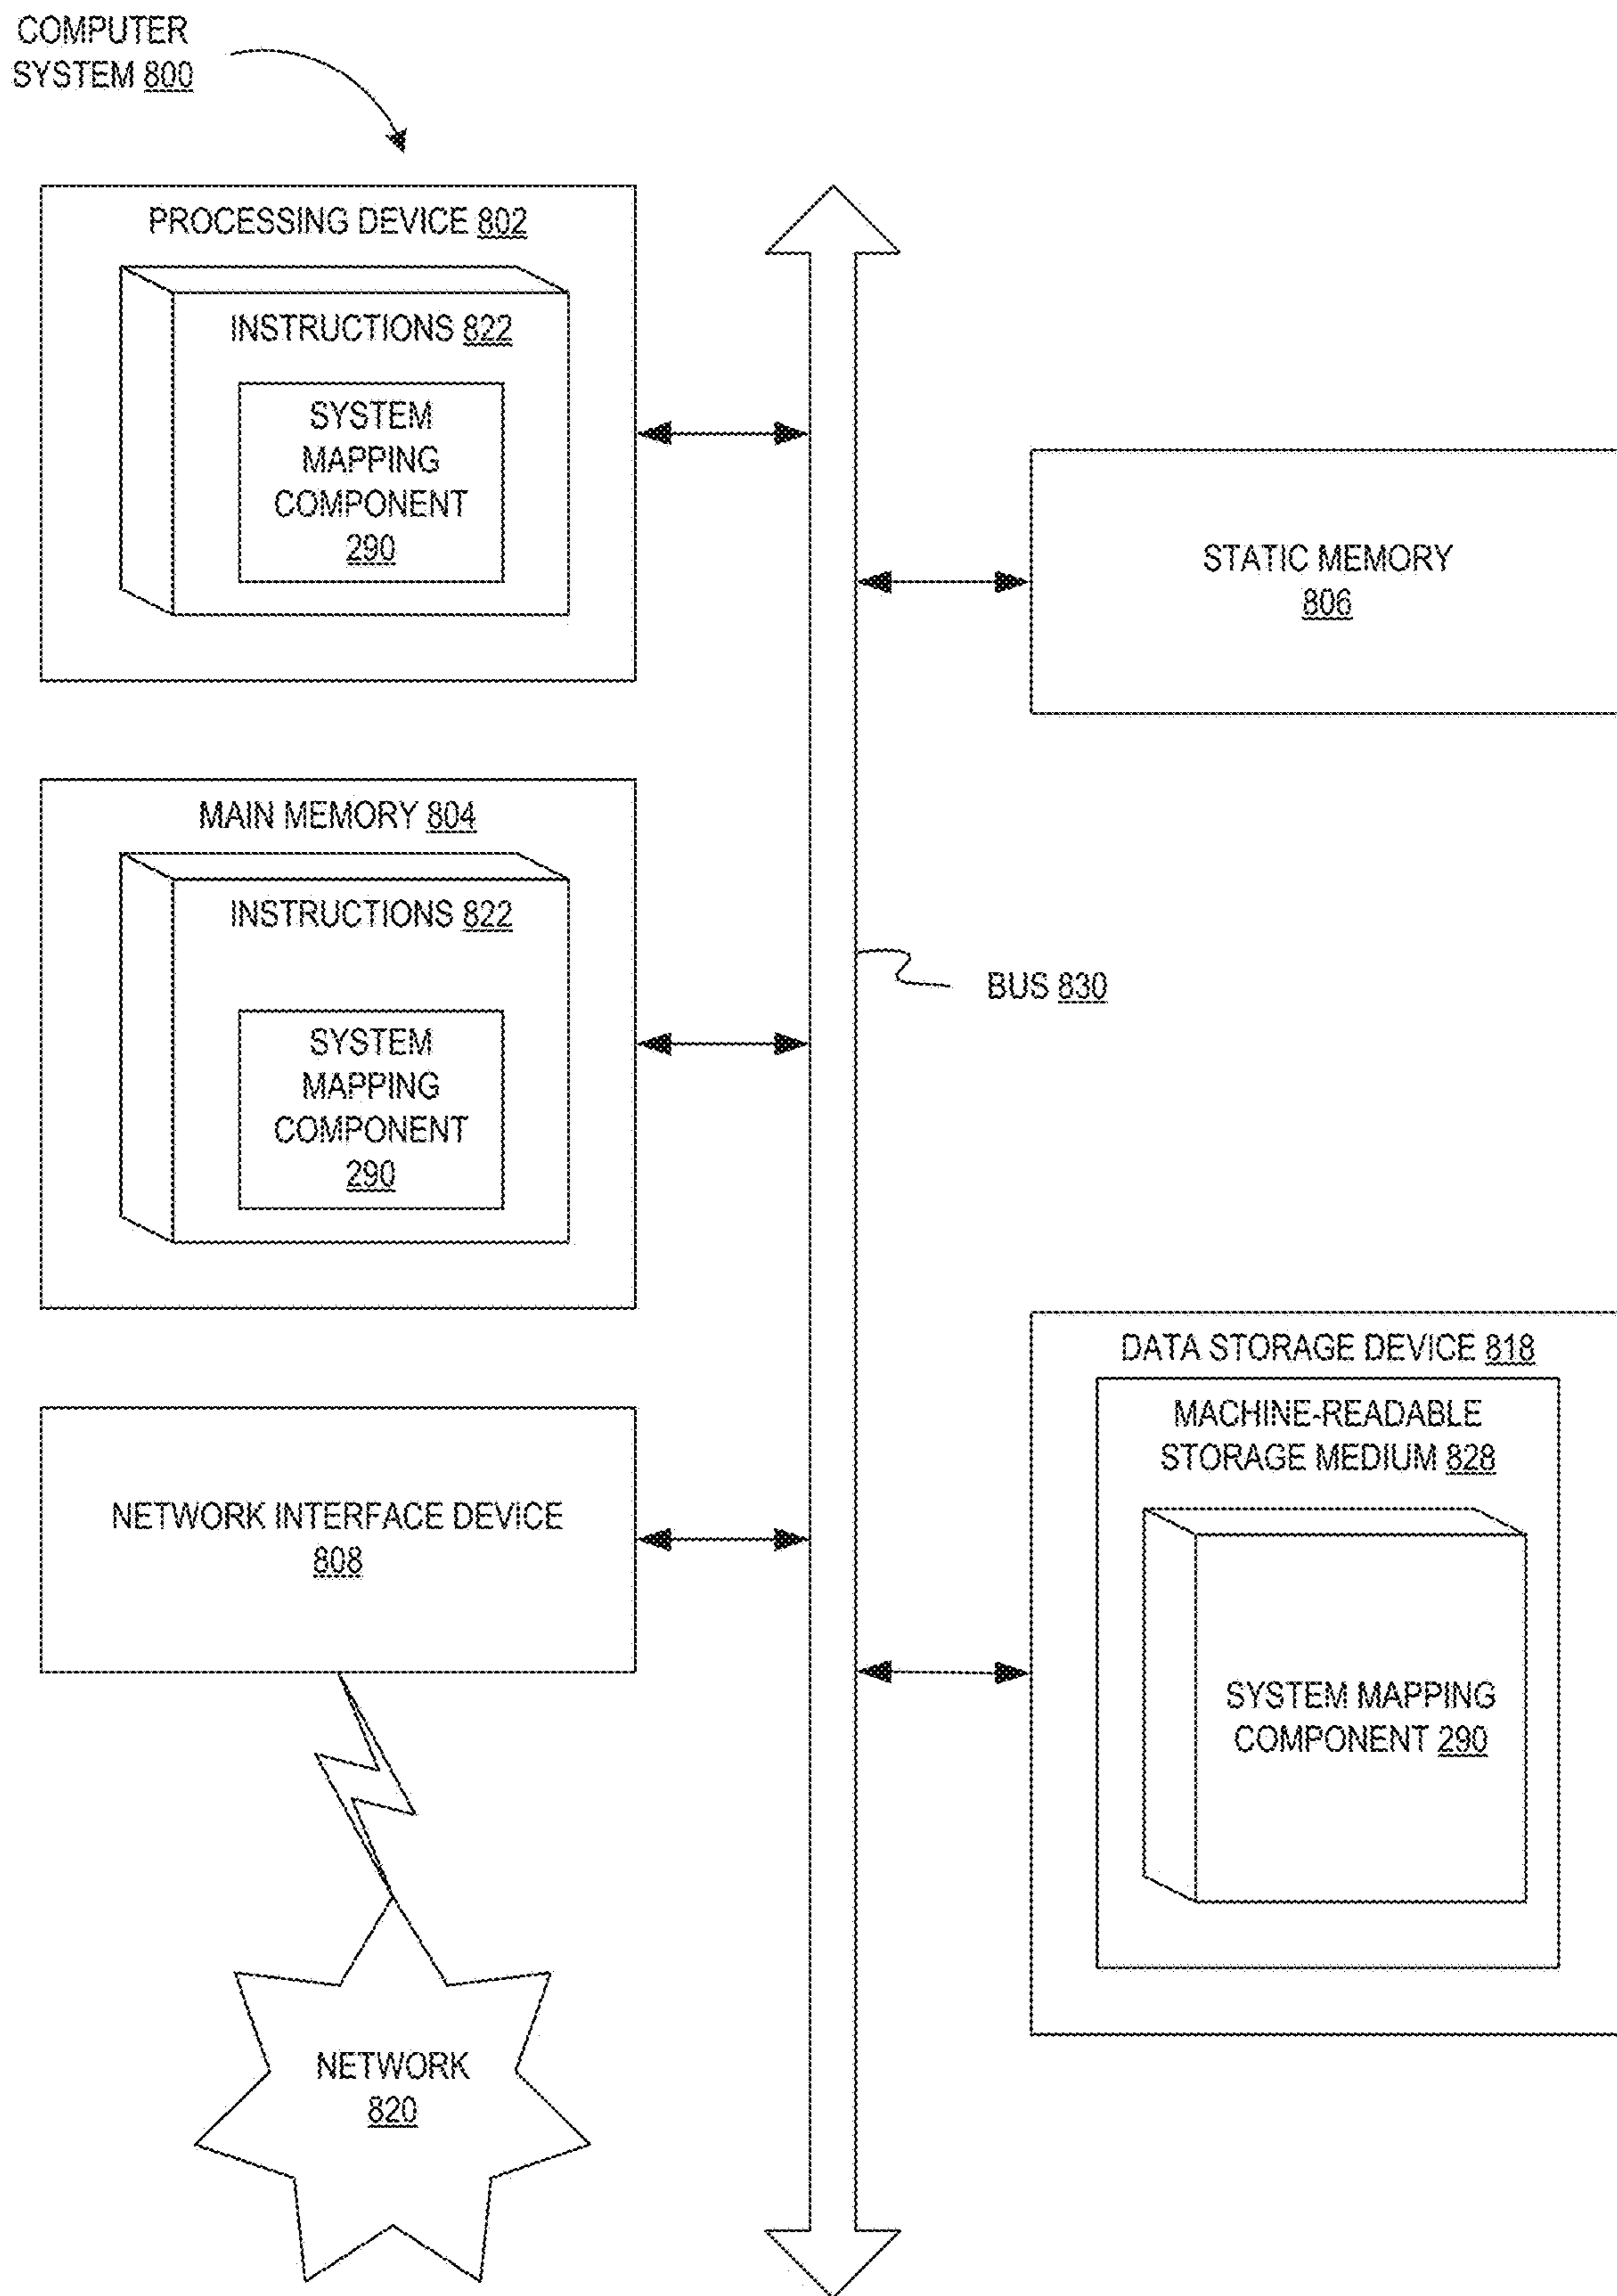 COMPUTER
SYSTEM 800
PROCESSING DEVICE 802
INSTRUCTIONS 822
SYSTEM
MAPPING
COMPONENT
290
STATIC MEMORY
806
MAIN MEMORY 804
INSTRUCTIONS 822
SYSTEM
MAPPING
COMPONENT
290
BUS 830
DATA STORAGE DEVICE 818
MACHINE-READABLE
STORAGE MEDIUM 828
SYSTEM MAPPING
COMPONENT 290
NETWORK INTERFACE DEVICE
808
NETWORK
820